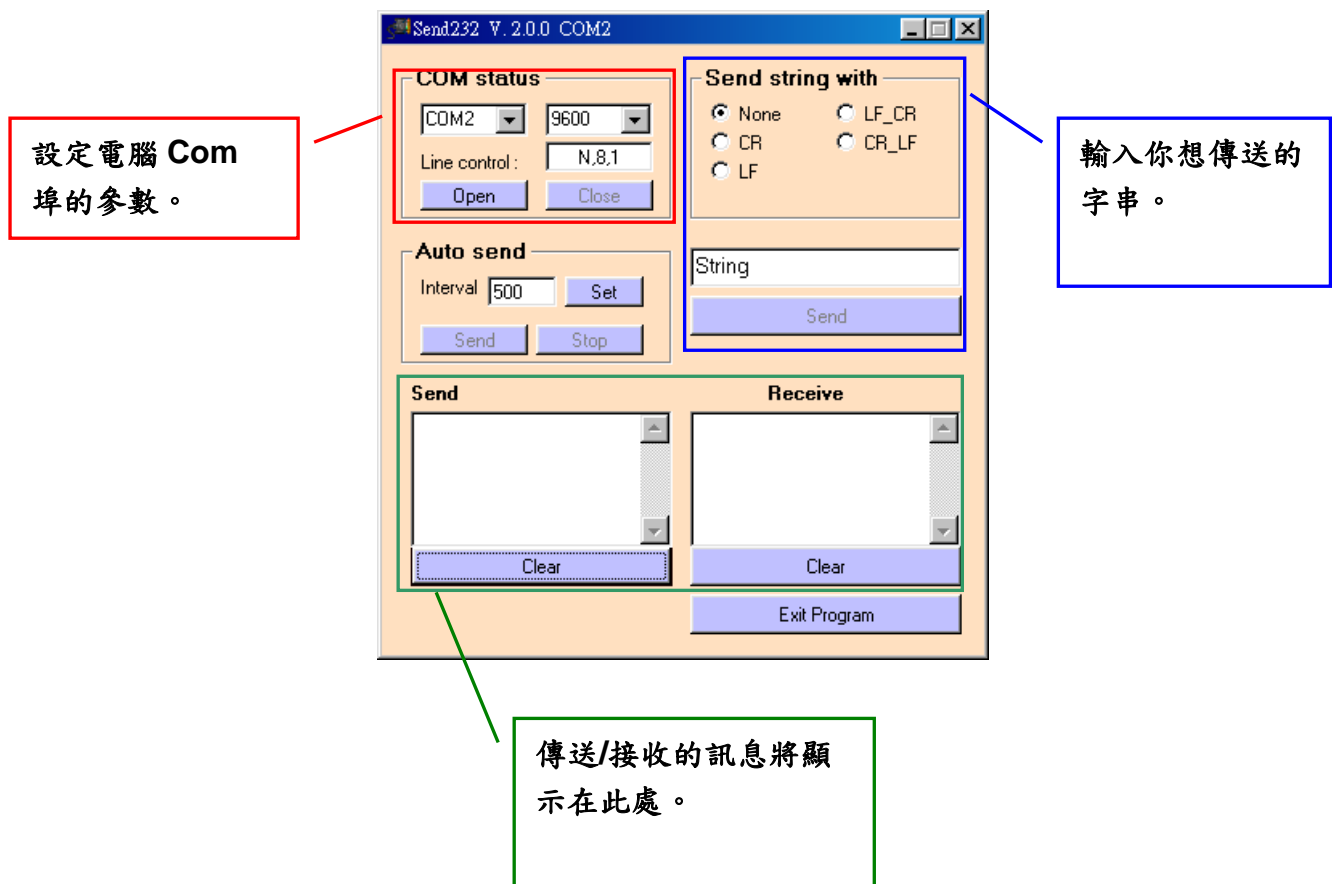 Send232 V. 2.0.0 COM2
COM status
COM2 9600
Line control : N,8,1
Open Close
Send string with
None LF_CR
CR CR_LF
LF
設定電腦 Com
埠的參數。
輸入你想傳送的
字串。
Auto send
Interval 500 Set
Send Stop
String
Send
Send Receive
Clear Clear
Exit Program
傳送/接收的訊息將顯
示在此處。